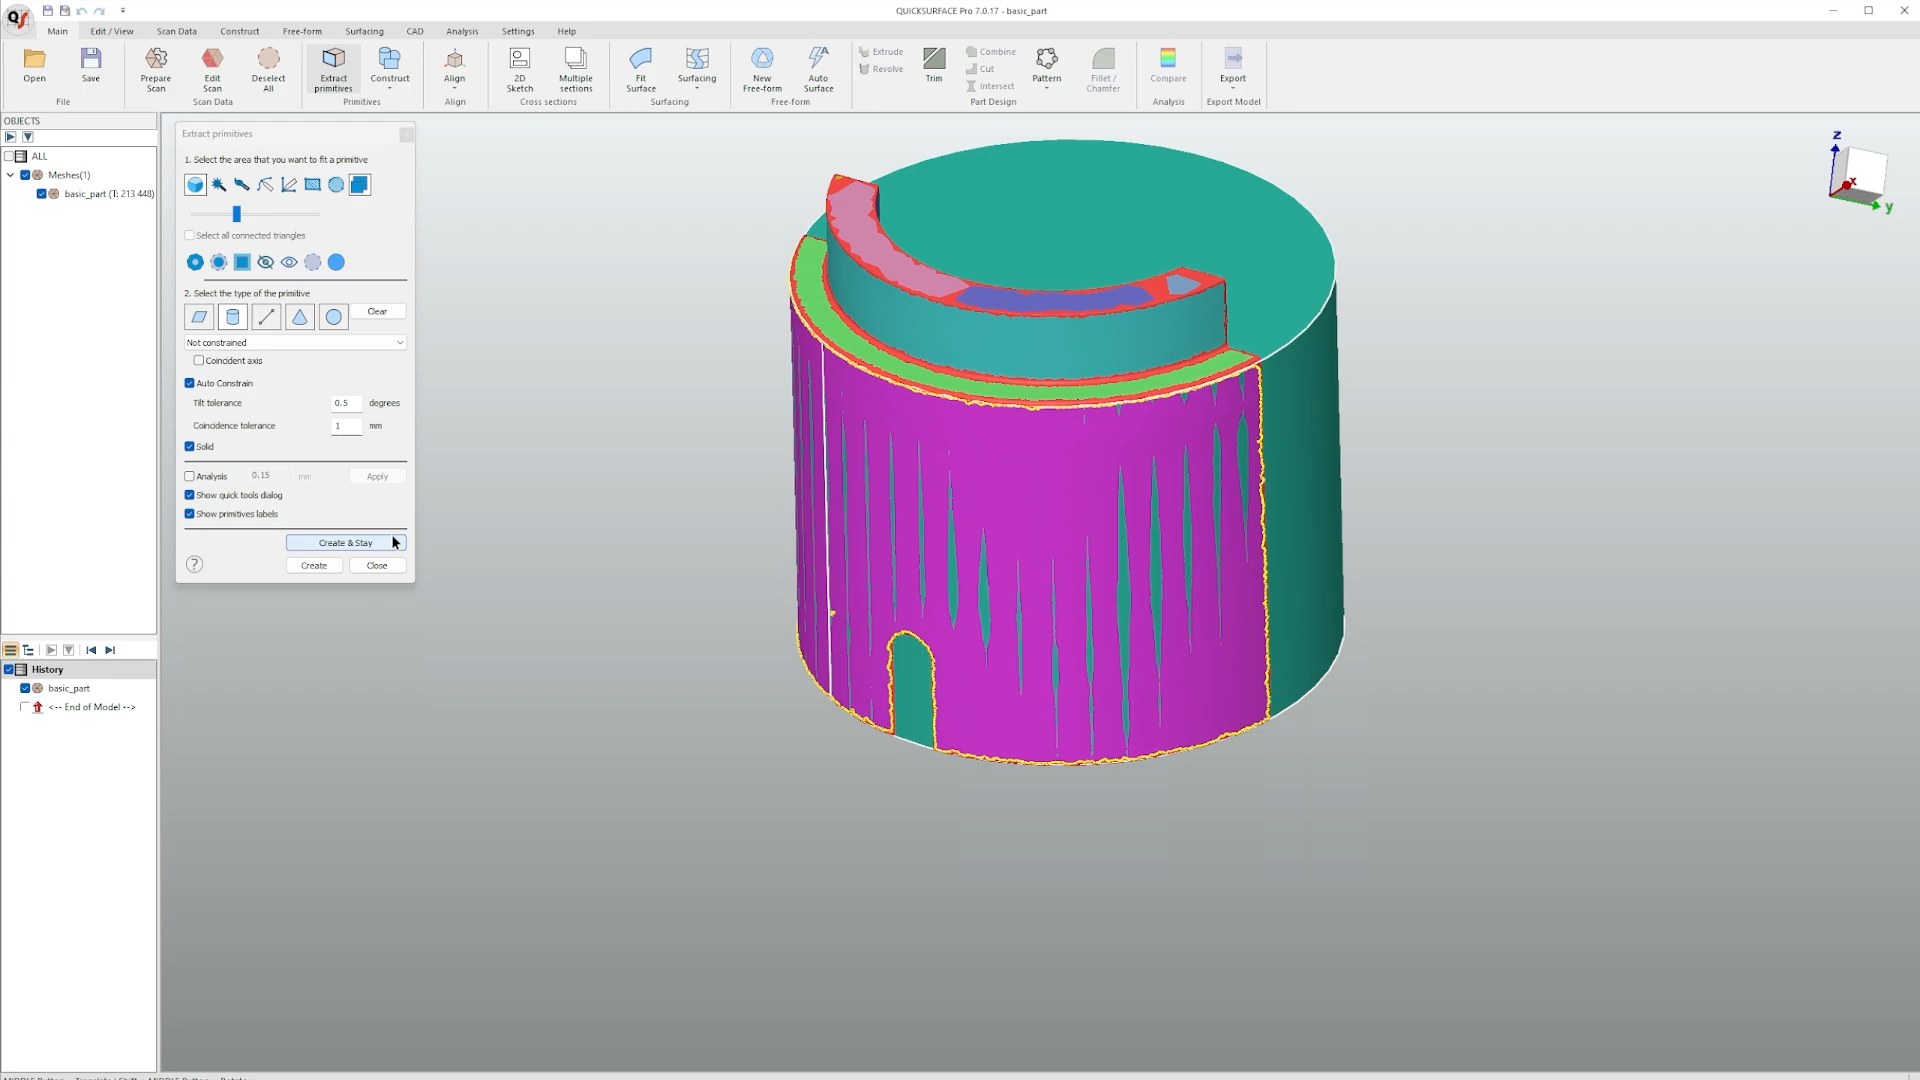 QUICKSURFACE Pro 7.0.17 - basic_part
Main Edit / View Scan Data Construct Free-form Surfacing CAD Analysis Settings Help
Open Save Prepare Scan Edit Scan Deselect All Extract primitives Construct Align 2D Sketch Multiple sections Fit Surface Surfacing New Free-form Auto Surface Extrude Revolve Trim Combine Cut Intersect Pattern Fillet / Chamfer Compare Export
File Scan Data Primitives Align Cross sections Surfacing Free-form Part Design Analysis Export Model
OBJECTS
ALL
Meshes(1)
basic_part (T: 213 448)
Extract primitives
1. Select the area that you want to fit a primitive
Select all connected triangles
2. Select the type of the primitive
Clear
Not constrained
Coincident axis
Auto Constrain
Tilt tolerance 0.5 degrees
Coincidence tolerance 1 mm
Solid
Analysis 0.15 mm Apply
Show quick tools dialog
Show primitives labels
Create & Stay
? Create Close
z
x
y
History
basic_part
<-- End of Model -->